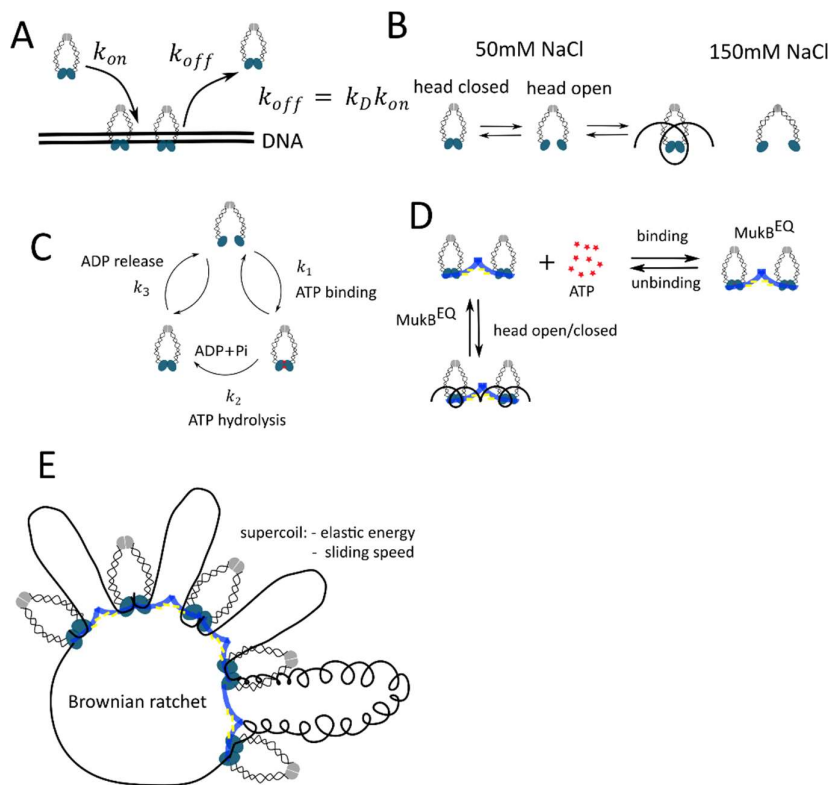 A
k_on
k_off
k_off = k_D k_on
DNA
B
50mM NaCl
150mM NaCl
head closed
head open
C
ADP release
k_3
k_1
ATP binding
ADP+Pi
k_2
ATP hydrolysis
D
+
ATP
binding
unbinding
MukB^EQ
MukB^EQ
head open/closed
E
supercoil: - elastic energy
- sliding speed
Brownian ratchet